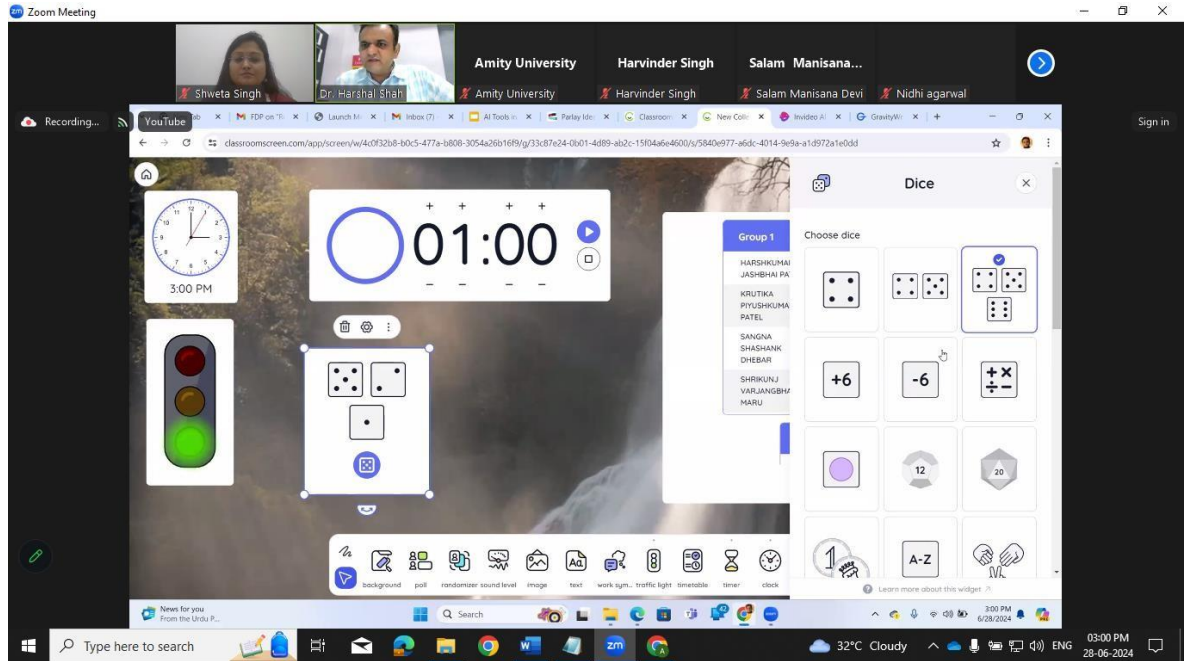 Zoom Meeting
Amity University
Harvinder Singh
Salam Manisana...
Shweta Singh
Dr. Harshal Shah
Amity University
Harvinder Singh
Salam Manisana Devi
Nidhi agarwal
Recording...
YouTube
Sign in
FDP on "
Inbox (7)
AI Tools in
Parlay Ide
Classroom
New Coll
Invideo AI
GravityWr
classroomscreen.com/app/screen/w/4c0f32b8-b0c5-477a-b808-3054a26b16f9/g/33c87e24-0b01-4d89-ab2c-15f04a6e4600/s/5840e977-a6dc-4014-9e9a-a1d972a1e0dd
3:00 PM
01:00
Group 1
HARSHKUMA
JASHBHAI PA
KRUTIKA
PIYUSHKUMA
PATEL
SANGNA
SHASHANK
DHEBAR
SHRIKUNJ
VARJANGBHA
MARU
Dice
Choose dice
+6
-6
+ ×
÷ −
12
20
1
A-Z
Learn more about this widget
background
poll
randomizer
sound level
image
text
work sym...
traffic light
timetable
timer
clock
News for you
From the Urdu P...
Search
3:00 PM
6/28/2024
Type here to search
32°C Cloudy
ENG
03:00 PM
28-06-2024